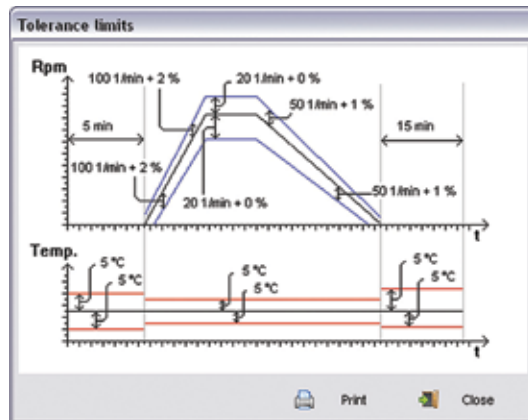 Tolerance limits
Rpm
100 1/min + 2 %
20 1/min + 0 %
5 min
50 1/min + 1 %
15 min
100 1/min + 2 %
20 1/min + 0 %
50 1/min + 1 %
t
Temp.
5 °C
5 °C
5 °C
5 °C
5 °C
5 °C
t
Print
Close